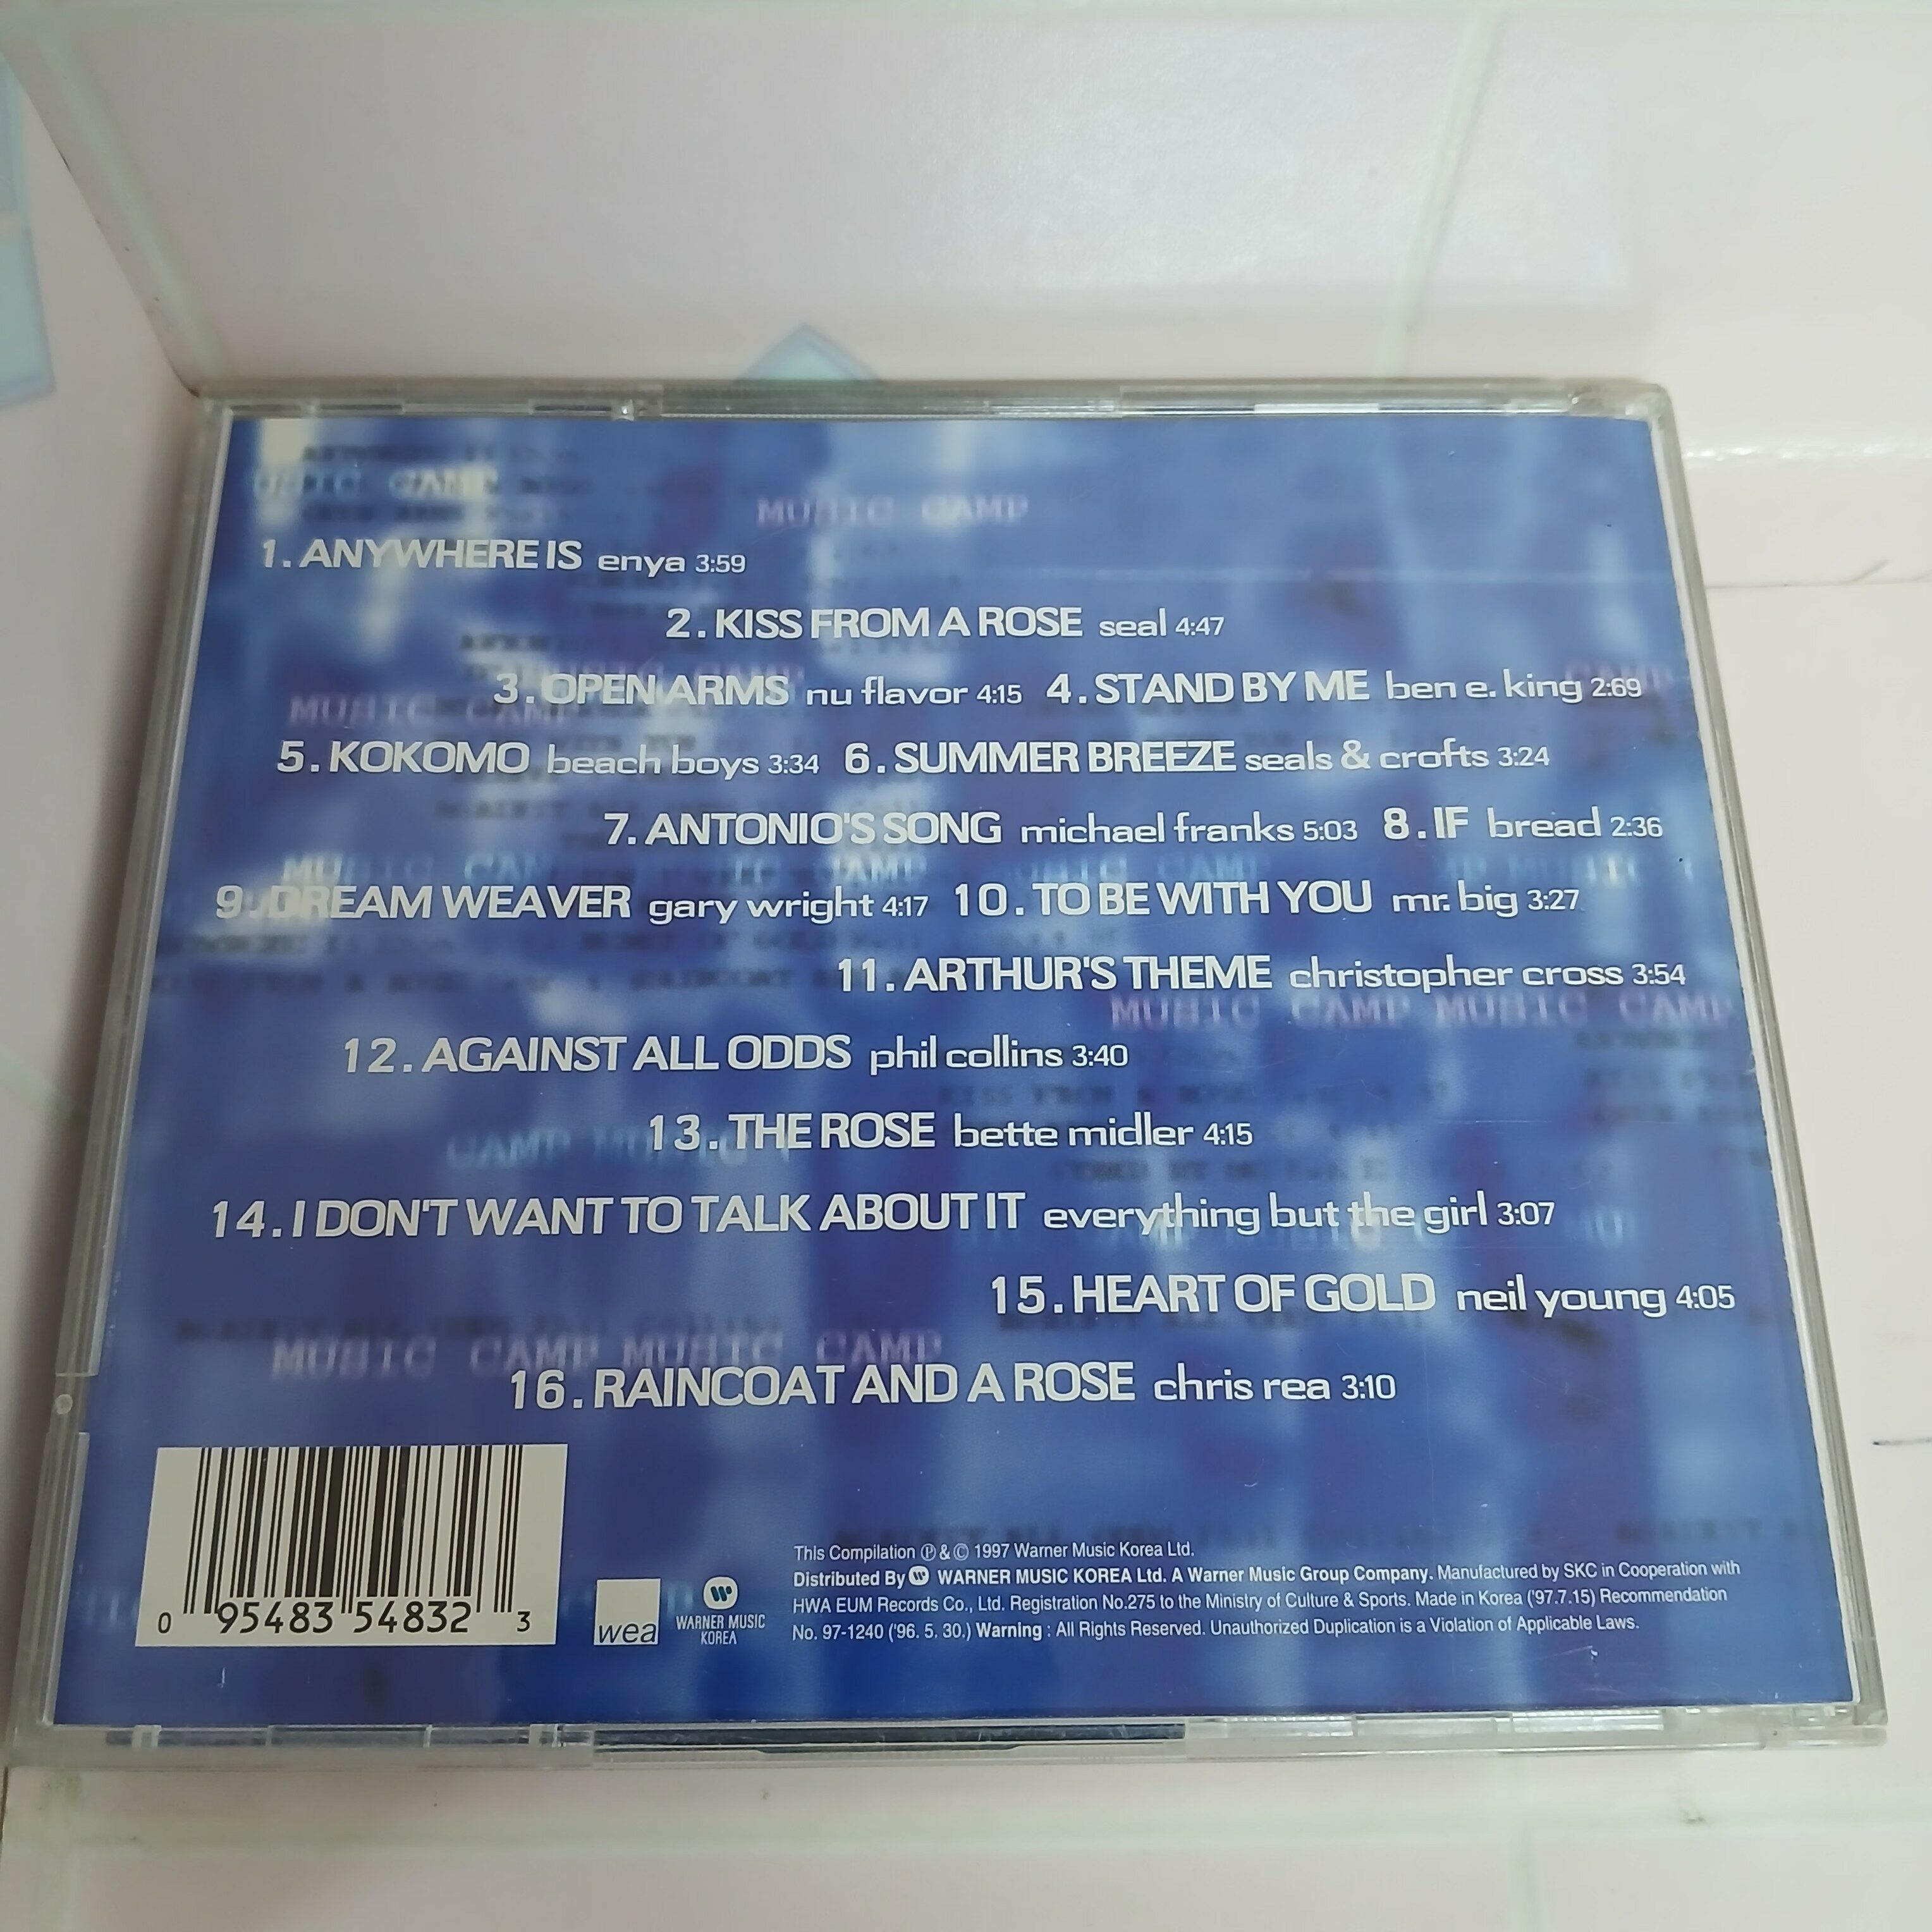 MUSIC CAMP
1. ANYWHERE IS enya 3:59
2. KISS FROM A ROSE seal 4:47
3. OPEN ARMS nu flavor 4:15 4. STAND BY ME ben e. king 2:69
5. KOKOMO beach boys 3:34 6. SUMMER BREEZE seals & crofts 3:24
7. ANTONIO'S SONG michael franks 5:03 8. IF bread 2:36
9. DREAM WEAVER gary wright 4:17 10. TO BE WITH YOU mr. big 3:27
11. ARTHUR'S THEME christopher cross 3:54
MUSIC CAMP MUSIC CAMP
12. AGAINST ALL ODDS phil collins 3:40
13. THE ROSE bette midler 4:15
14. I DON'T WANT TO TALK ABOUT IT everything but the girl 3:07
15. HEART OF GOLD neil young 4:05
MUSIC CAMP MUSIC CAMP
16. RAINCOAT AND A ROSE chris rea 3:10
0 95483 54832 3
wea
WARNER MUSIC
KOREA
This Compilation ℗ & © 1997 Warner Music Korea Ltd.
Distributed By WARNER MUSIC KOREA Ltd. A Warner Music Group Company. Manufactured by SKC in Cooperation with
HWA EUM Records Co., Ltd. Registration No.275 to the Ministry of Culture & Sports. Made in Korea ('97.7.15) Recommendation
No. 97-1240 ('96. 5. 30.) Warning : All Rights Reserved. Unauthorized Duplication is a Violation of Applicable Laws.